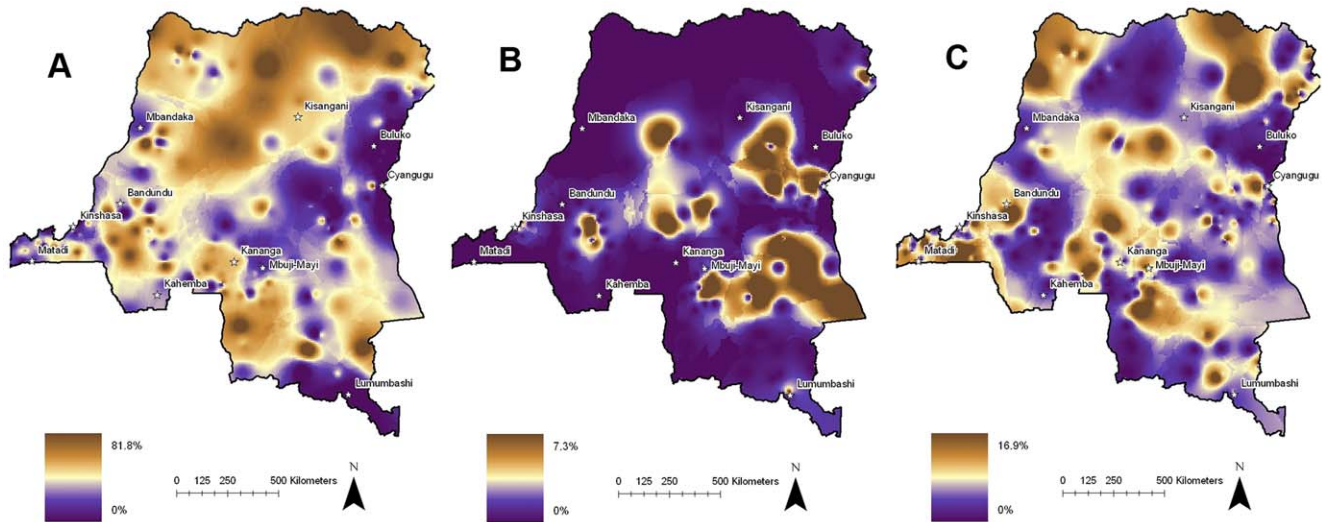 A
Mbandaka
Kisangani
Buluko
Cyangugu
Bandundu
Kinshasa
Matadi
Kananga
Mbuji-Mayi
Kahemba
Lumumbashi
81.8%
0%
0 125 250 500 Kilometers
N
B
Mbandaka
Kisangani
Buluko
Cyangugu
Bandundu
Kinshasa
Matadi
Kananga
Mbuji-Mayi
Kahemba
Lumumbashi
7.3%
0%
0 125 250 500 Kilometers
N
C
Mbandaka
Kisangani
Buluko
Cyangugu
Bandundu
Kinshasa
Matadi
Kananga
Mbuji-Mayi
Kahemba
Lumumbashi
16.9%
0%
0 125 250 500 Kilometers
N